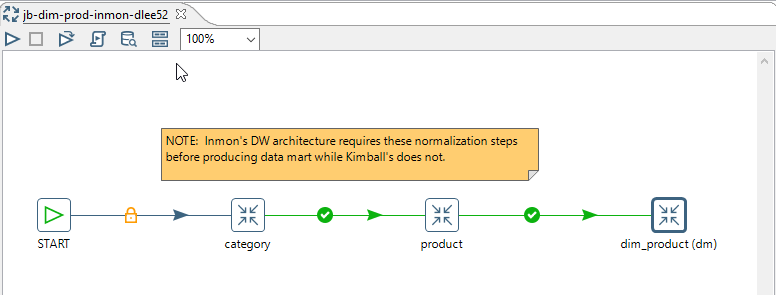 jb-dim-prod-inmon-dlee52
100%
NOTE:  Inmon's DW architecture requires these normalization steps
before producing data mart while Kimball's does not.
START
category
product
dim_product (dm)